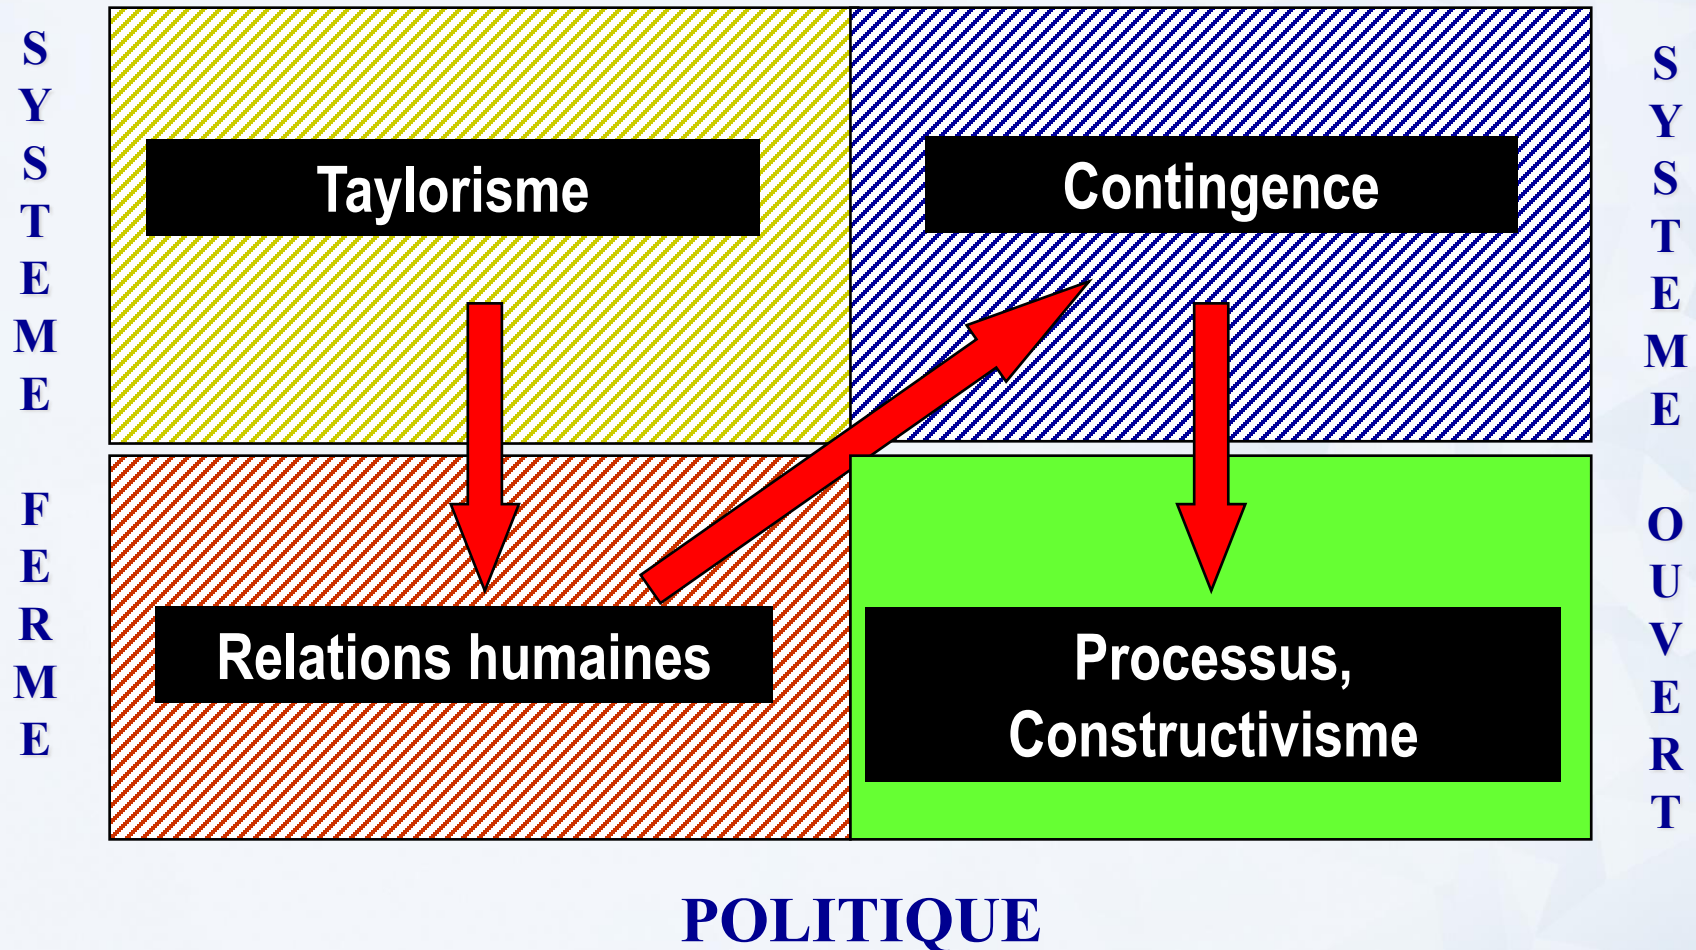 SYSTEME FERME
Taylorisme
Contingence
Relations humaines
Processus,
Constructivisme
SYSTEME OUVERT
POLITIQUE